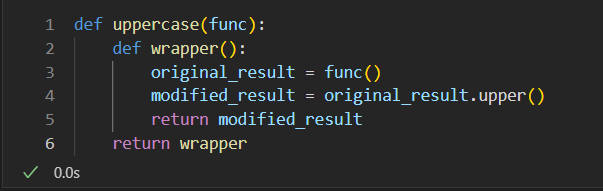 1 def uppercase(func):
2     def wrapper():
3         original_result = func()
4         modified_result = original_result.upper()
5         return modified_result
6     return wrapper
0.0s